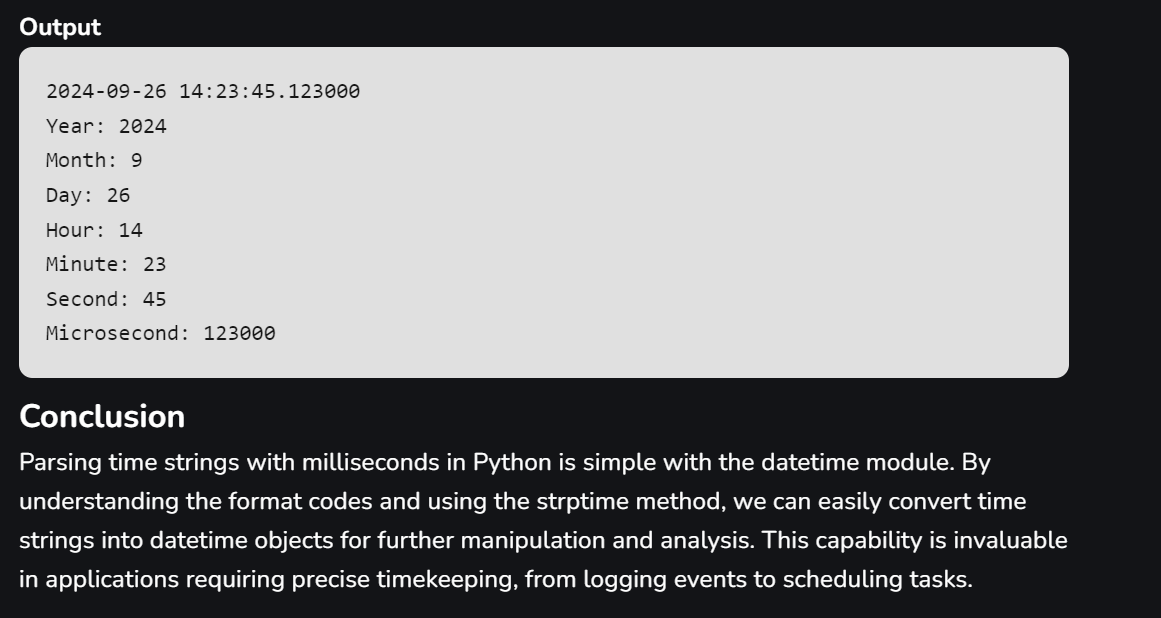 Output
2024-09-26 14:23:45.123000
Year: 2024
Month: 9
Day: 26
Hour: 14
Minute: 23
Second: 45
Microsecond: 123000
Conclusion
Parsing time strings with milliseconds in Python is simple with the datetime module. By
understanding the format codes and using the strptime method, we can easily convert time
strings into datetime objects for further manipulation and analysis. This capability is invaluable
in applications requiring precise timekeeping, from logging events to scheduling tasks.